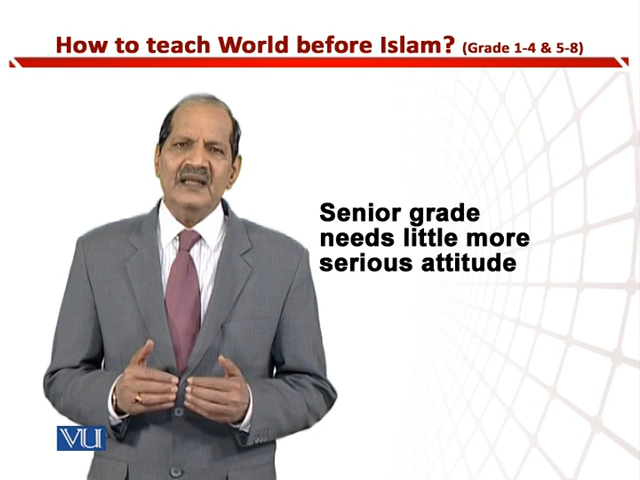 How to teach World before Islam? (Grade 1-4 & 5-8)
Senior grade
needs little more
serious attitude
VU